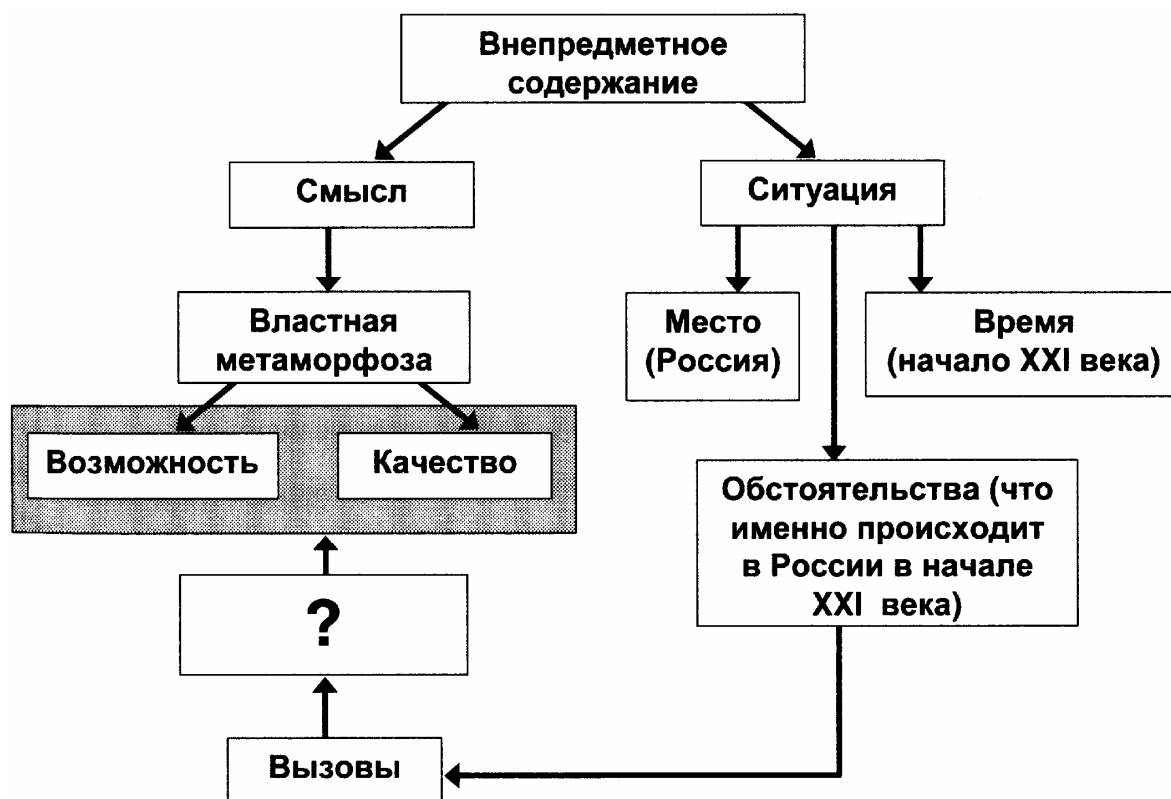 Внепредметное
содержание
Смысл
Ситуация
Властная
метаморфоза
Место
(Россия)
Время
(начало XXI века)
Возможность
Качество
Обстоятельства (что
именно происходит
в России в начале
XXI века)
?
Вызовы